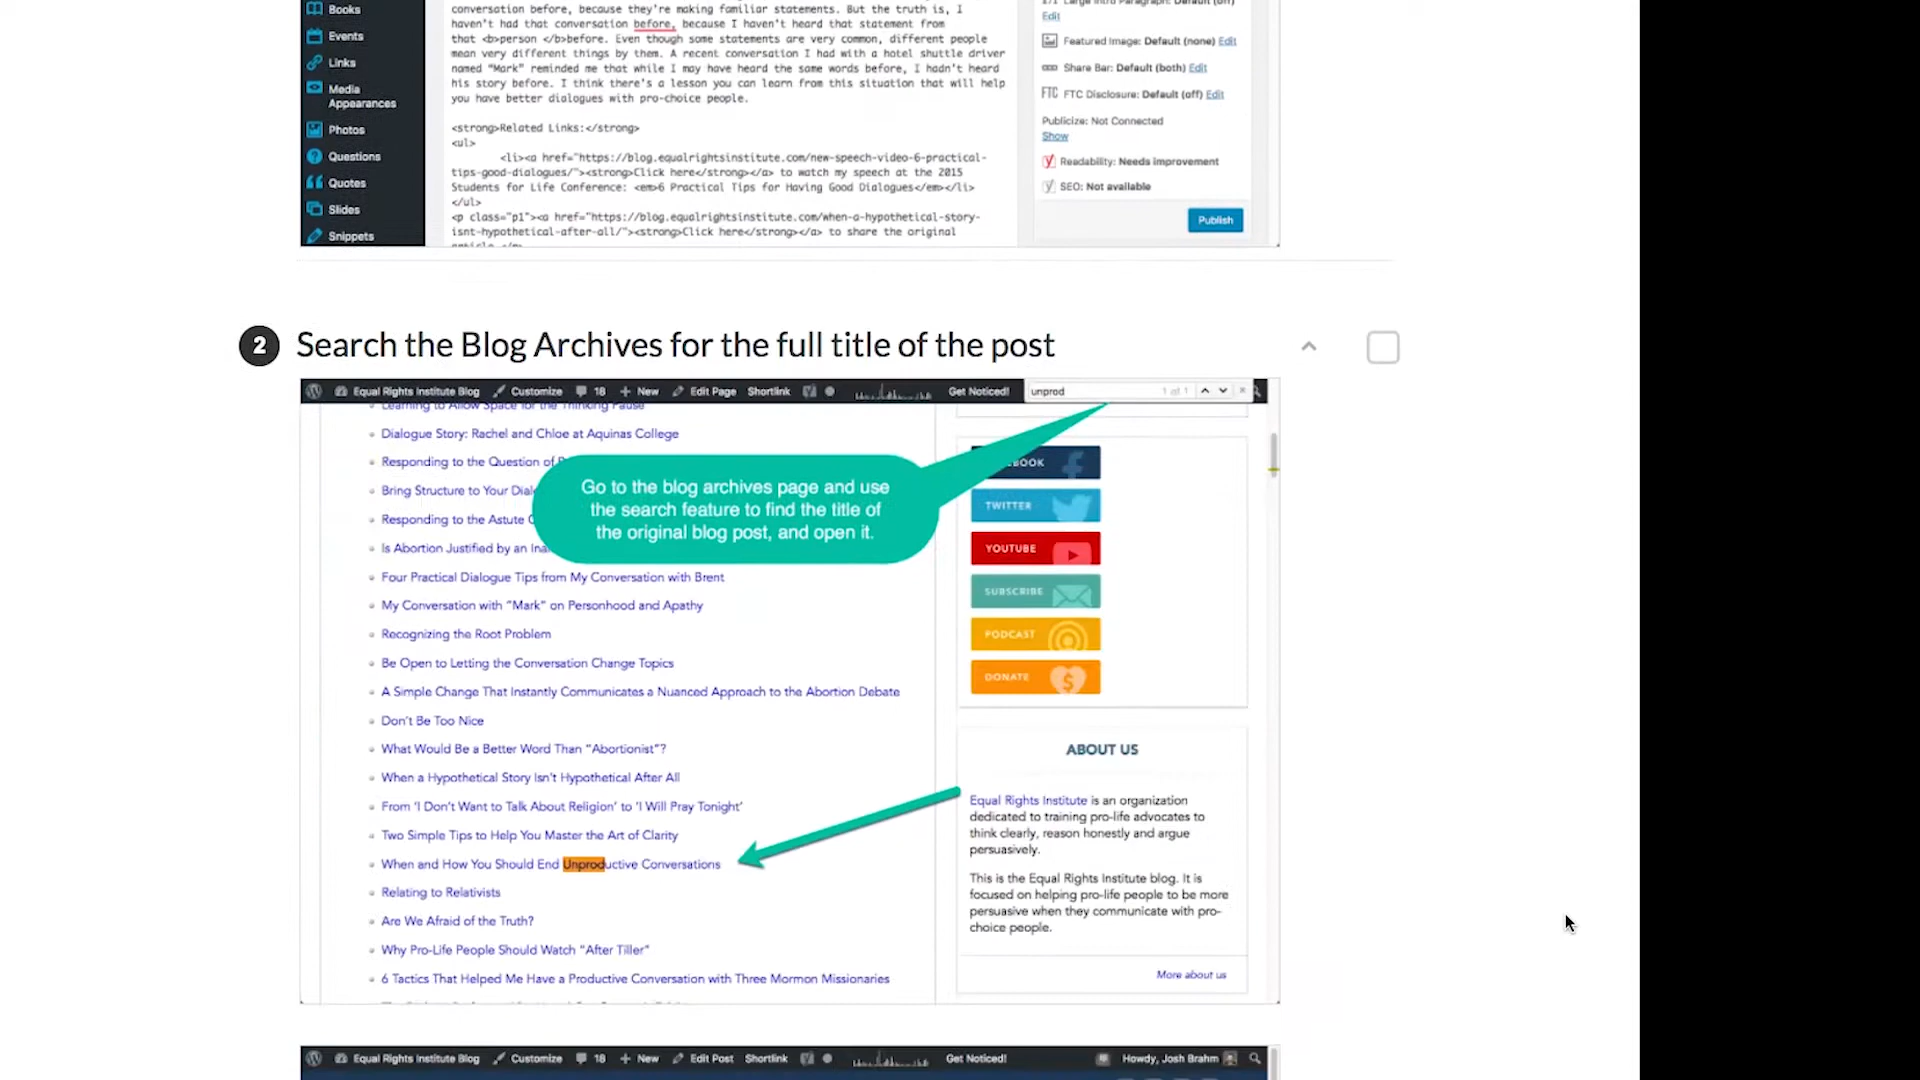 Books
Events
Links
Media
Appearances
Photos
Questions
Quotes
Slides
Snippets
conversation before, because they're making familiar statements. But the truth is, I
haven't had that conversation before, because I haven't heard that statement from
that <b>person </b>before. Even though some statements are very common, different people
mean very different things by them. A recent conversation I had with a hotel shuttle driver
named "Mark" reminded me that while I may have heard the same words before, I hadn't heard
his story before. I think there's a lesson you can learn from this situation that will help
you have better dialogues with pro-choice people.
<strong>Related Links:</strong>
<ul>
<li><a href="https://blog.equalrightsinstitute.com/new-speech-video-6-practical-
tips-good-dialogues/"><strong>Click here</strong></a> to watch my speech at the 2015
Students for Life Conference: <em>6 Practical Tips for Having Good Dialogues</em></li>
</ul>
<p class="p1"><a href="https://blog.equalrightsinstitute.com/when-a-hypothetical-story-
isnt-hypothetical-after-all/"><strong>Click here</strong></a> to share the original
Large Intro Paragraph: Default (off)
Edit
Featured Image: Default (none) Edit
Share Bar: Default (both) Edit
FTC FTC Disclosure: Default (off) Edit
Publicize: Not Connected
Show
Readability: Needs improvement
SEO: Not available
Publish
2 Search the Blog Archives for the full title of the post
Equal Rights Institute Blog Customize 18 New Edit Page Shortlink Get Noticed! unprod 1 of 1
Learning to Allow Space for the Thinking Pause
Dialogue Story: Rachel and Chloe at Aquinas College
Responding to the Question of
Bring Structure to Your
Responding to the Astute
Is Abortion Justified by an
Four Practical Dialogue Tips from My Conversation with Brent
My Conversation with “Mark” on Personhood and Apathy
Recognizing the Root Problem
Be Open to Letting the Conversation Change Topics
A Simple Change That Instantly Communicates a Nuanced Approach to the Abortion Debate
Don't Be Too Nice
What Would Be a Better Word Than “Abortionist”?
When a Hypothetical Story Isn't Hypothetical After All
From ‘I Don't Want to Talk About Religion’ to ‘I Will Pray Tonight’
Two Simple Tips to Help You Master the Art of Clarity
When and How You Should End Unproductive Conversations
Relating to Relativists
Are We Afraid of the Truth?
Why Pro-Life People Should Watch “After Tiller”
6 Tactics That Helped Me Have a Productive Conversation with Three Mormon Missionaries
Go to the blog archives page and use
the search feature to find the title of
the original blog post, and open it.
TWITTER
YOUTUBE
SUBSCRIBE
PODCAST
DONATE
ABOUT US
Equal Rights Institute is an organization
dedicated to training pro-life advocates to
think clearly, reason honestly and argue
persuasively.
This is the Equal Rights Institute blog. It is
focused on helping pro-life people to be more
persuasive when they communicate with pro-
choice people.
More about us
Equal Rights Institute Blog Customize 18 New Edit Post Shortlink Get Noticed! Howdy, Josh Brahm